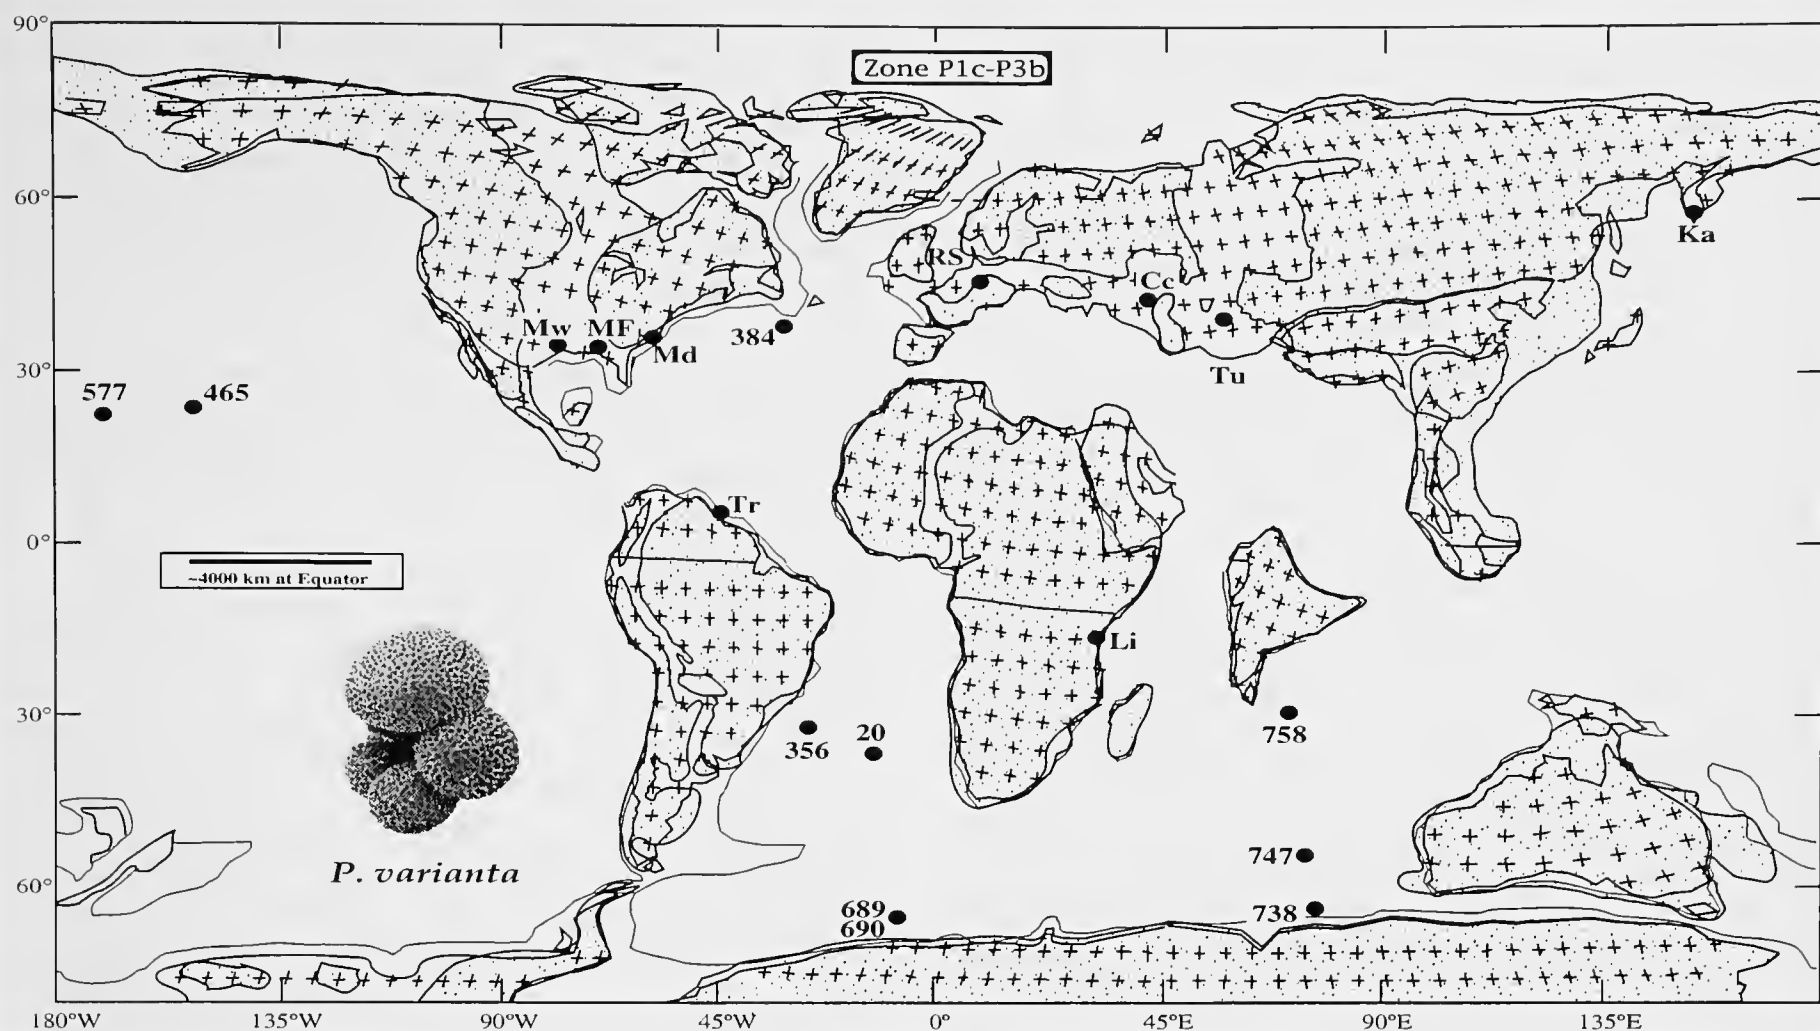 90°
Zone P1c-P3b
60°
Ka
RS
Cc
Mw MF
384
Md
30°
Tu
577
465
Tr
0°
~4000 km at Equator
Li
30°
20
356
758
747
P. varianta
60°
689
738
690
180°W 135°W 90°W 45°W 0° 45°E 90°E 135°E